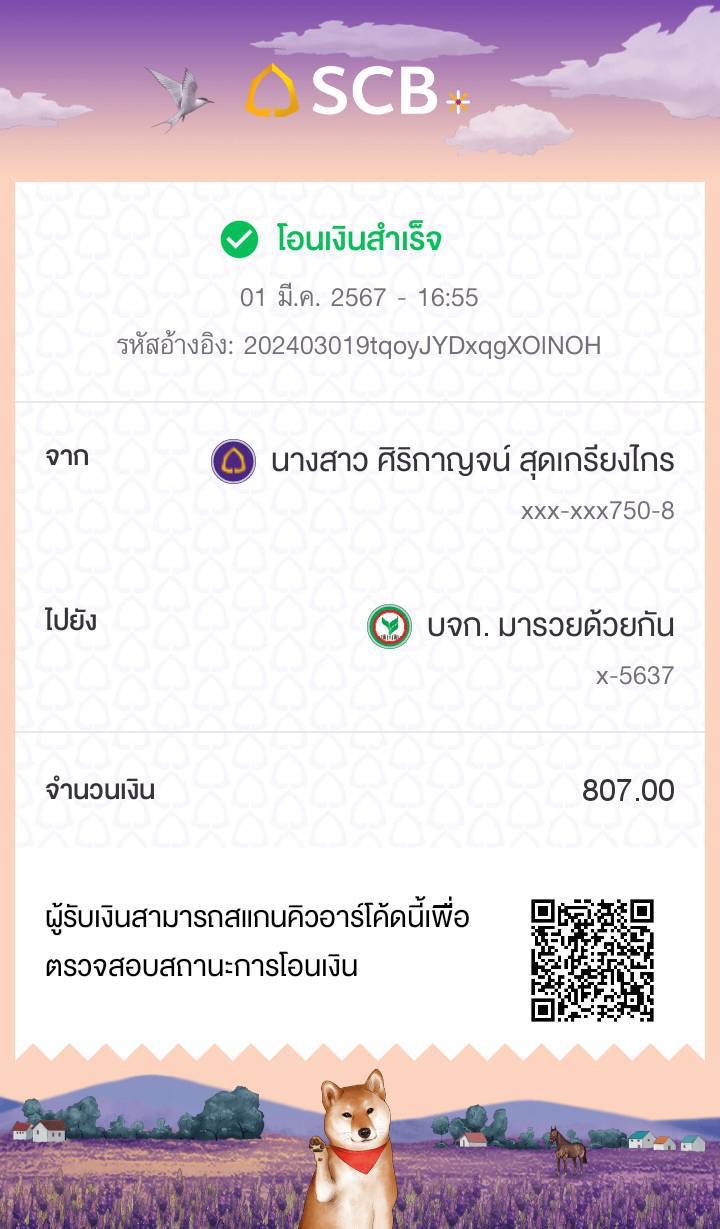 SCB
โอนเงินสำเร็จ
01 มี.ค. 2567 - 16:55
รหัสอ้างอิง: 202403019tqoyJYDxqgXOlNOH
จาก
นางสาว ศิริกาญจน์ สุดเกรียงไกร
xxx-xxx750-8
ไปยัง
บจก. มารวยด้วยกัน
x-5637
จำนวนเงิน
807.00
ผู้รับเงินสามารถสแกนคิวอาร์โค้ดนี้เพื่อ
ตรวจสอบสถานะการโอนเงิน